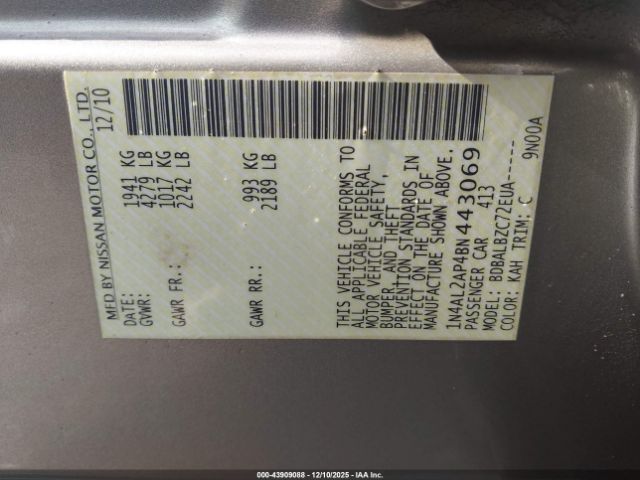 MFD BY NISSAN MOTOR CO., LTD.
DATE: 12/10
GVWR: 1941 KG
4279 LB
GAWR FR.: 1017 KG
2242 LB
GAWR RR.: 993 KG
2189 LB
THIS VEHICLE CONFORMS TO
ALL APPLICABLE FEDERAL
MOTOR VEHICLE SAFETY,
BUMPER, AND THEFT
PREVENTION STANDARDS IN
EFFECT ON THE DATE OF
MANUFACTURE SHOWN ABOVE.
1N4AL2AP4BN443069
PASSENGER CAR 413
MODEL: BDBALBZC72EUA-----
COLOR: KAH TRIM: C 9N00A
000-43909088 — 12/10/2025 — IAA Inc.